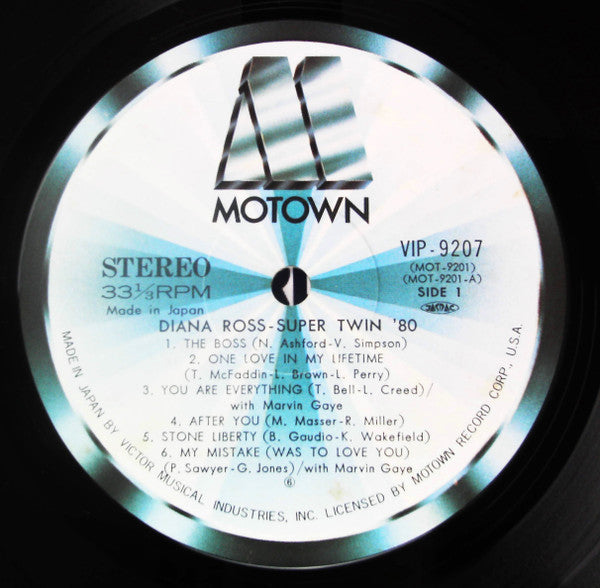 MOTOWN
STEREO
33⅓RPM
Made in Japan
VIP-9207
(MOT-9201)
(MOT-9201-A)
SIDE 1
JASRAC
DIANA ROSS-SUPER TWIN '80
1. THE BOSS (N. Ashford-V. Simpson)
2. ONE LOVE IN MY LIFETIME
(T. McFaddin-L. Brown-L. Perry)
3. YOU ARE EVERYTHING (T. Bell-L. Creed)/
with Marvin Gaye
4. AFTER YOU (M. Masser-R. Miller)
5. STONE LIBERTY (B. Gaudio-K. Wakefield)
6. MY MISTAKE (WAS TO LOVE YOU)
(P. Sawyer-G. Jones)/with Marvin Gaye
⑥
MADE IN JAPAN BY VICTOR MUSICAL INDUSTRIES, INC. LICENSED BY MOTOWN RECORD CORP., U.S.A.